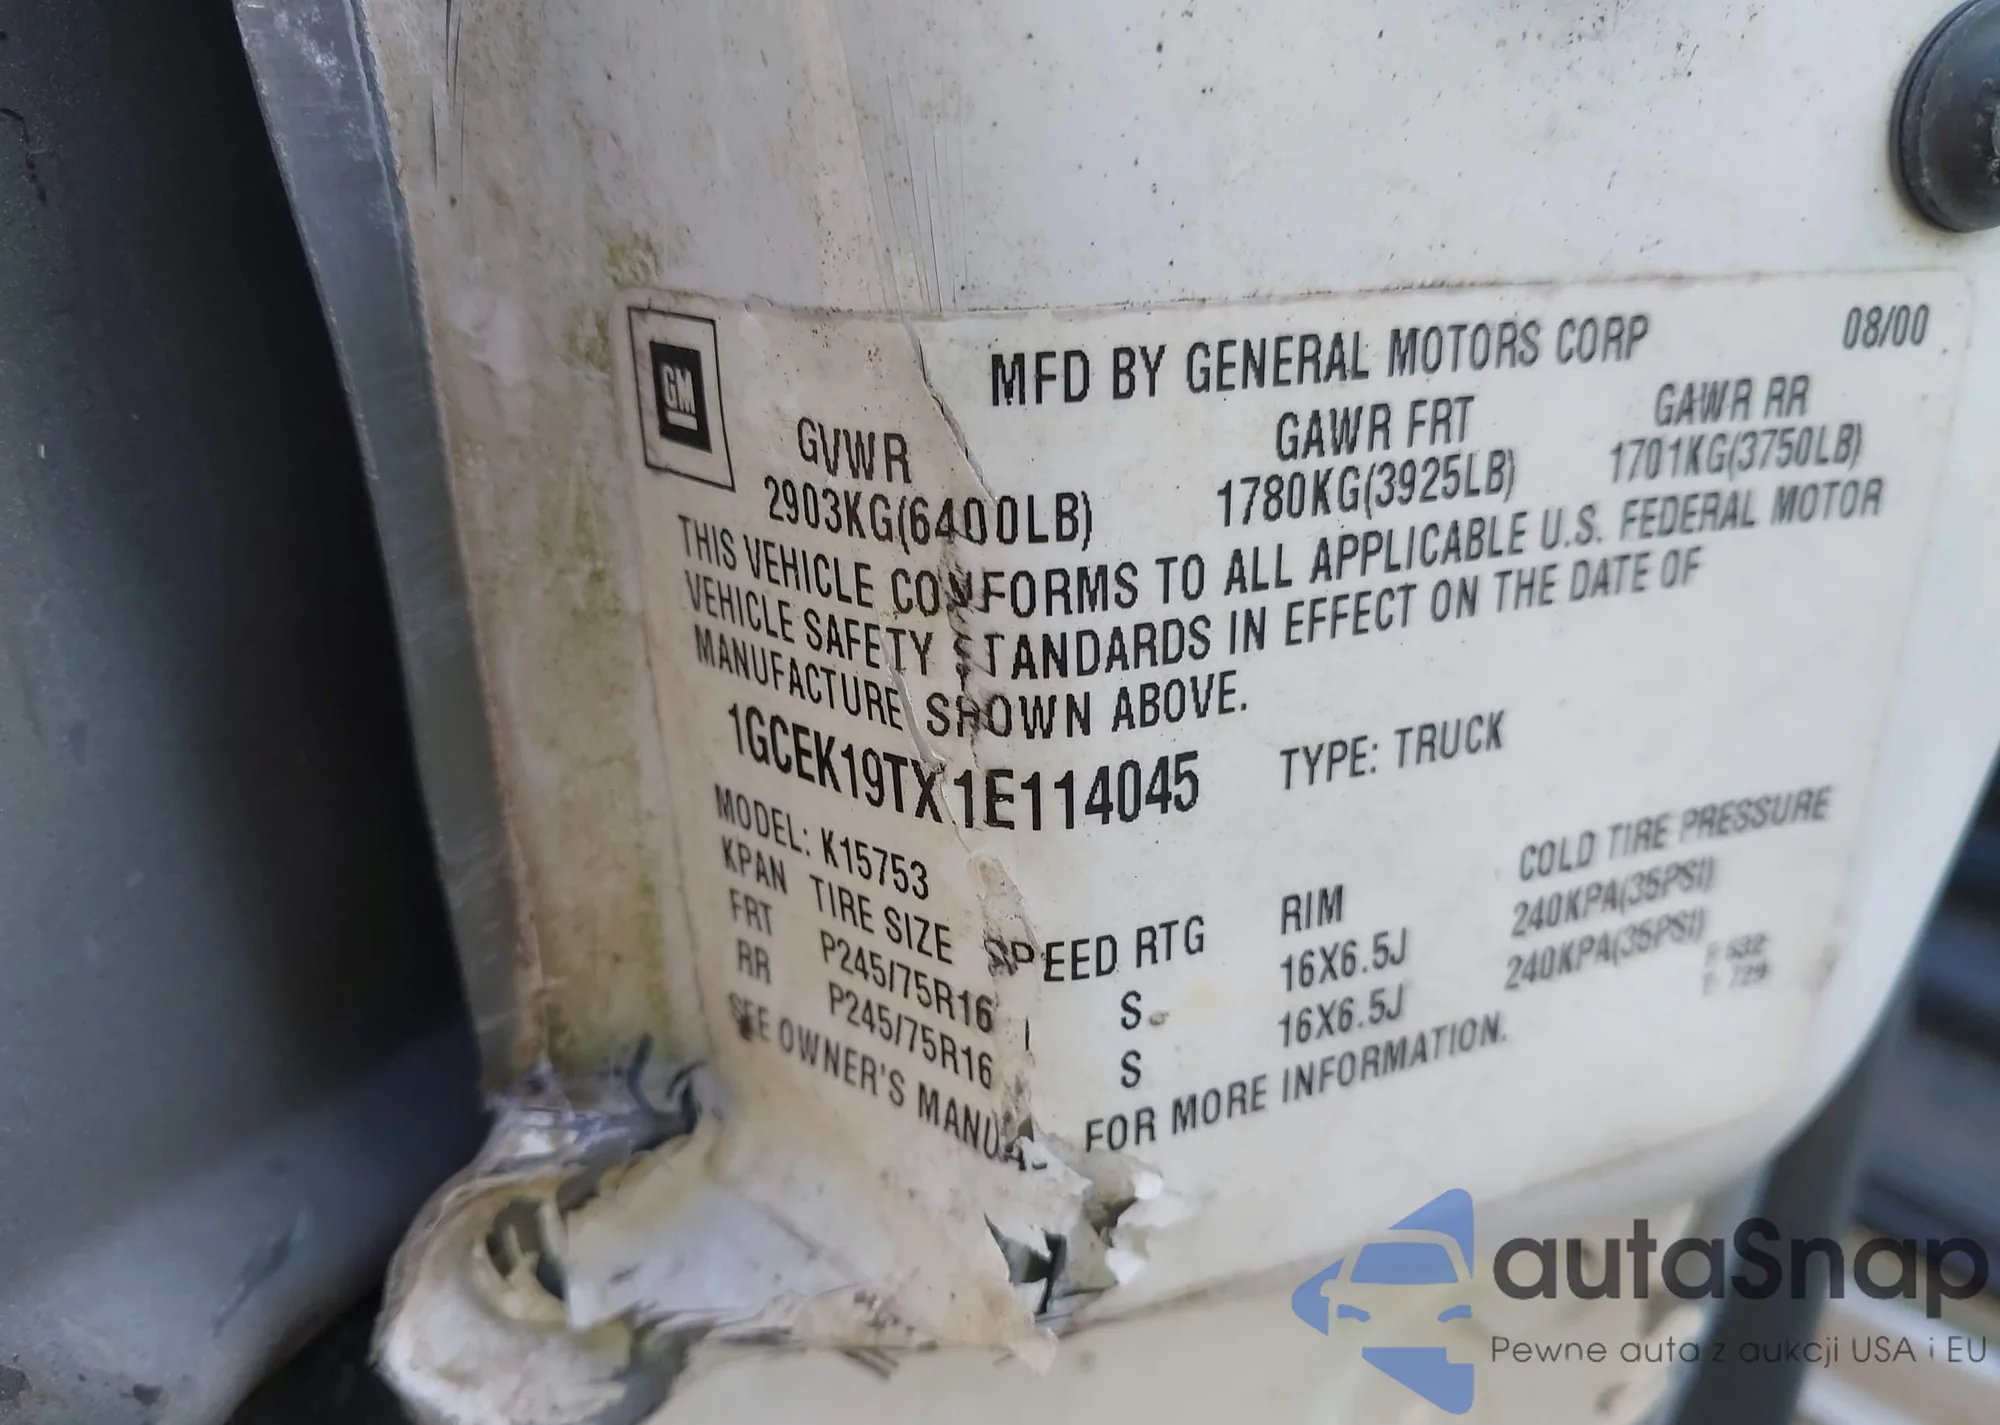 GM
MFD BY GENERAL MOTORS CORP 08/00
GVWR GAWR FRT GAWR RR
2903KG(6400LB) 1780KG(3925LB) 1701KG(3750LB)
THIS VEHICLE CONFORMS TO ALL APPLICABLE U.S. FEDERAL MOTOR
VEHICLE SAFETY STANDARDS IN EFFECT ON THE DATE OF
MANUFACTURE SHOWN ABOVE.
1GCEK19TX1E114045 TYPE: TRUCK
MODEL: K15753
KPAN TIRE SIZE SPEED RTG RIM COLD TIRE PRESSURE
FRT P245/75R16 S 16X6.5J 240KPA(35PSI)
RR P245/75R16 S 16X6.5J 240KPA(35PSI)
SEE OWNER'S MANUAL FOR MORE INFORMATION.
autaSnap
Pewne auta z aukcji USA i EU